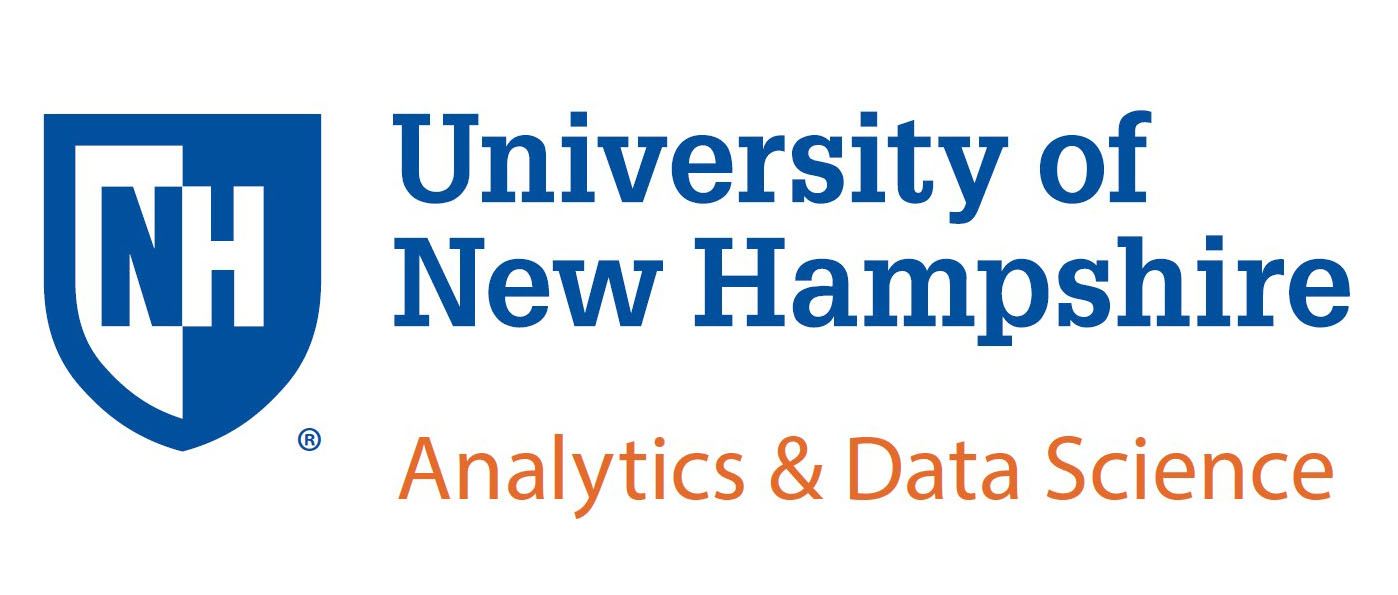 NH
®
University of
New Hampshire
Analytics & Data Science